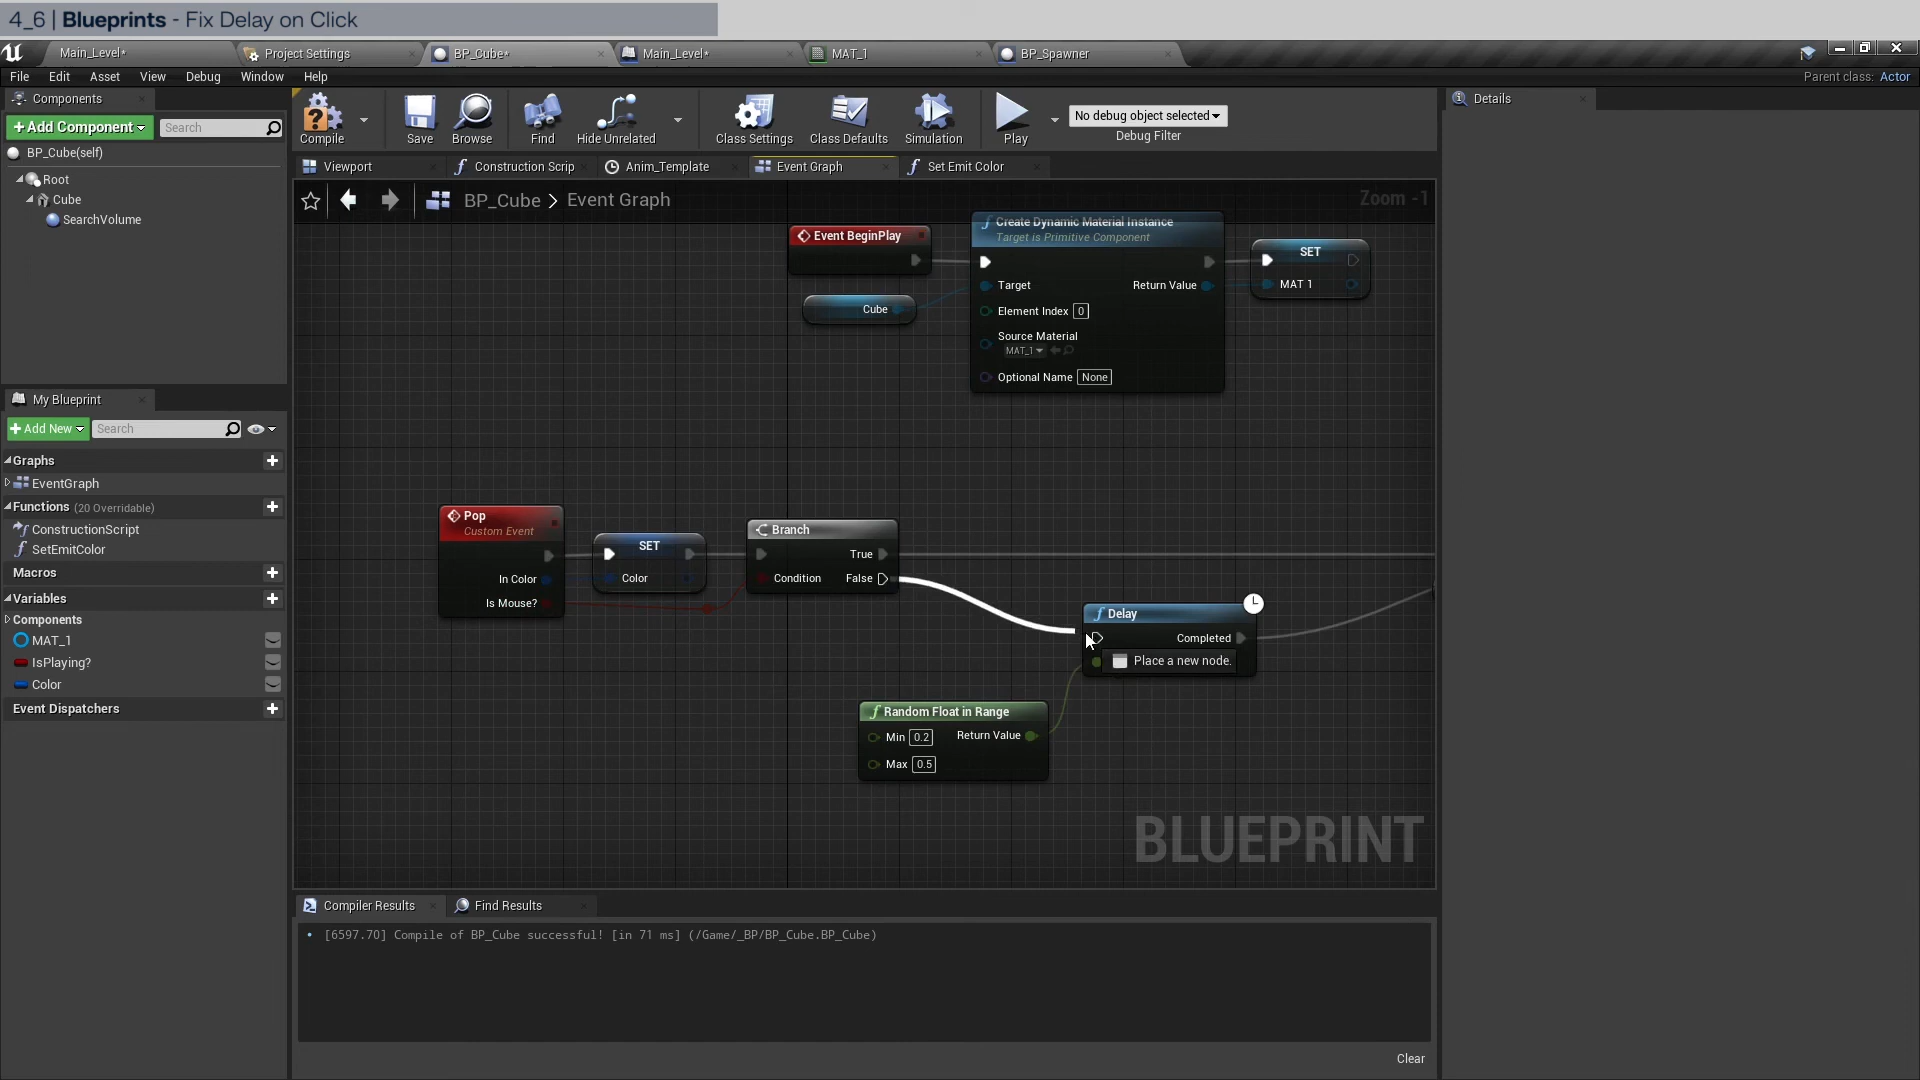 4_6 | Blueprints - Fix Delay on Click
Main_Level*
Project Settings
BP_Cube*
Main_Level*
MAT_1
BP_Spawner
File Edit Asset View Debug Window Help
Parent class: Actor
Components
+Add Component
Search
BP_Cube(self)
Root
Cube
SearchVolume
Compile
Save
Browse
Find
Hide Unrelated
Class Settings
Class Defaults
Simulation
Play
No debug object selected
Debug Filter
Details
Viewport
Construction Scrip
Anim_Template
Event Graph
Set Emit Color
BP_Cube > Event Graph
Zoom -1
Event BeginPlay
Cube
Create Dynamic Material Instance
Target is Primitive Component
Target
Return Value
Element Index 0
Source Material
MAT_1
Optional Name None
SET
MAT 1
My Blueprint
+Add New
Search
Graphs
EventGraph
Functions (20 Overridable)
ConstructionScript
SetEmitColor
Macros
Variables
Components
MAT_1
IsPlaying?
Color
Event Dispatchers
Pop
Custom Event
In Color
Is Mouse?
SET
Color
Branch
True
Condition
False
Delay
Completed
Place a new node.
Random Float in Range
Min 0.2
Return Value
Max 0.5
BLUEPRINT
Compiler Results
Find Results
[6597.70] Compile of BP_Cube successful! [in 71 ms] (/Game/_BP/BP_Cube.BP_Cube)
Clear